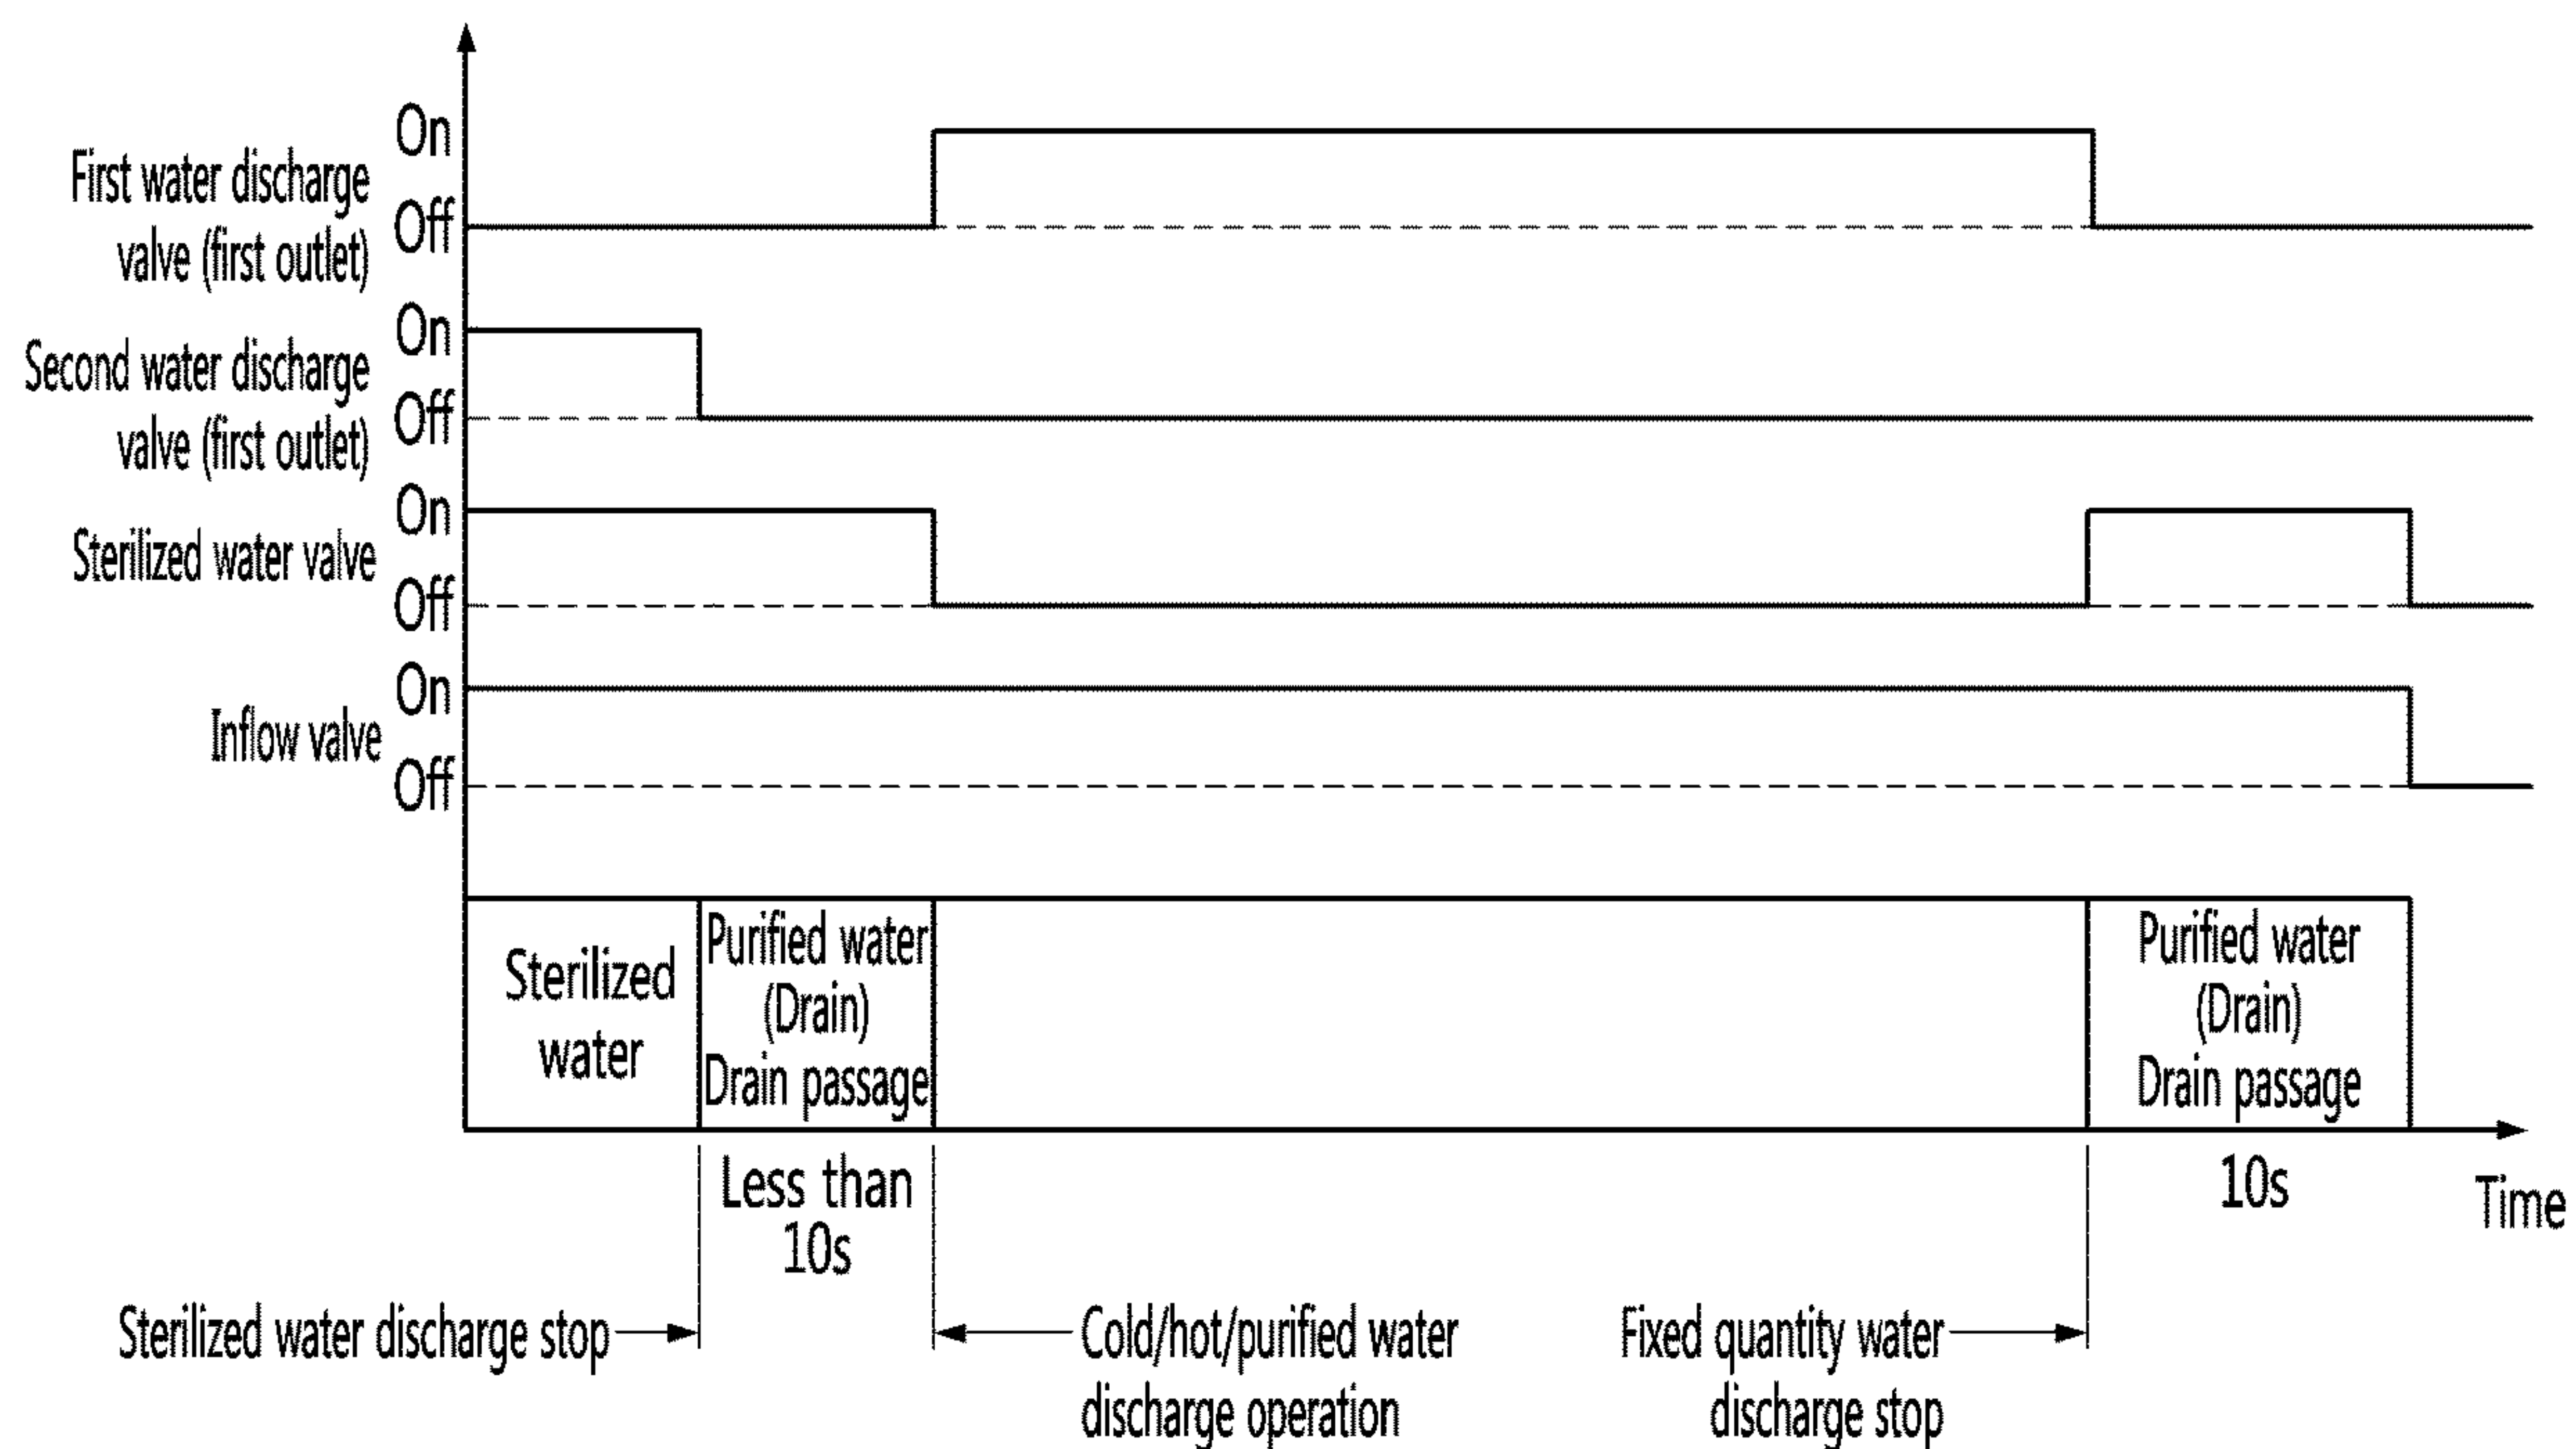 On
First water discharge
valve (first outlet)
Off
On
Second water discharge
valve (first outlet)
Off
On
Sterilized water valve
Off
On
Inflow valve
Off
Sterilized
water
Purified water
(Drain)
Drain passage
Purified water
(Drain)
Drain passage
Less than
10s
10s
Time
Sterilized water discharge stop
Cold/hot/purified water
discharge operation
Fixed quantity water
discharge stop